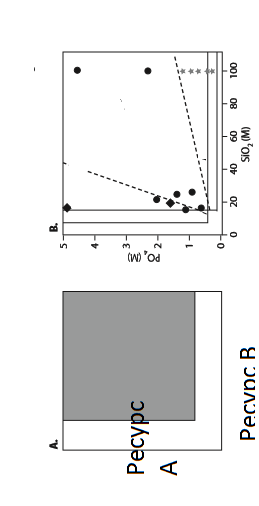 B.
5 4 3 2 1 0
PO₄ (M)
0 20 40 60 80 100
SiO₂ (M)
A.
Ресурс
А
Ресурс В